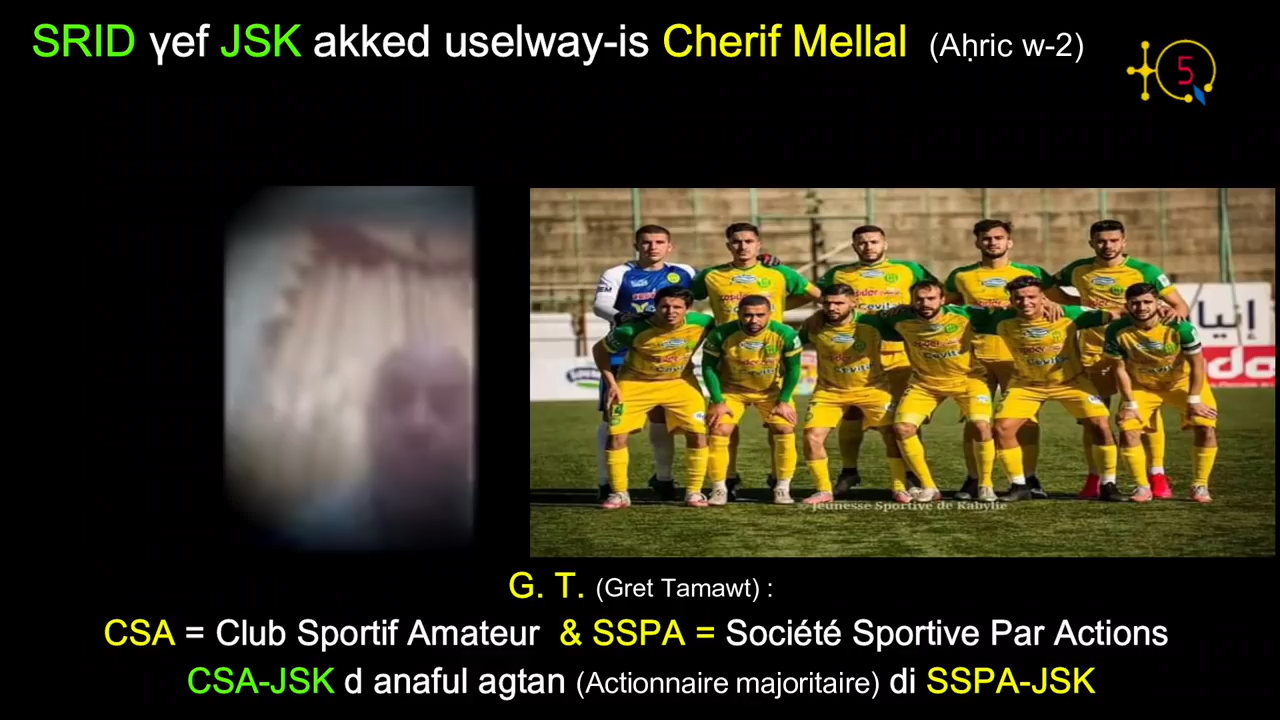 SRID γef JSK akked uselway-is Cherif Mellal (Aḥric w-2)
5
© Jeunesse Sportive de Kabylie
G. T. (Gret Tamawt) :
CSA = Club Sportif Amateur & SSPA = Société Sportive Par Actions
CSA-JSK d anaful agtan (Actionnaire majoritaire) di SSPA-JSK